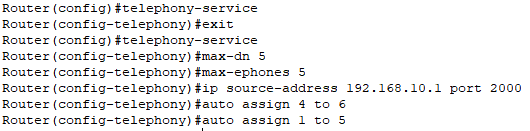 Router(config)#telephony-service
Router(config-telephony)#exit
Router(config)#telephony-service
Router(config-telephony)#max-dn 5
Router(config-telephony)#max-ephones 5
Router(config-telephony)#ip source-address 192.168.10.1 port 2000
Router(config-telephony)#auto assign 4 to 6
Router(config-telephony)#auto assign 1 to 5